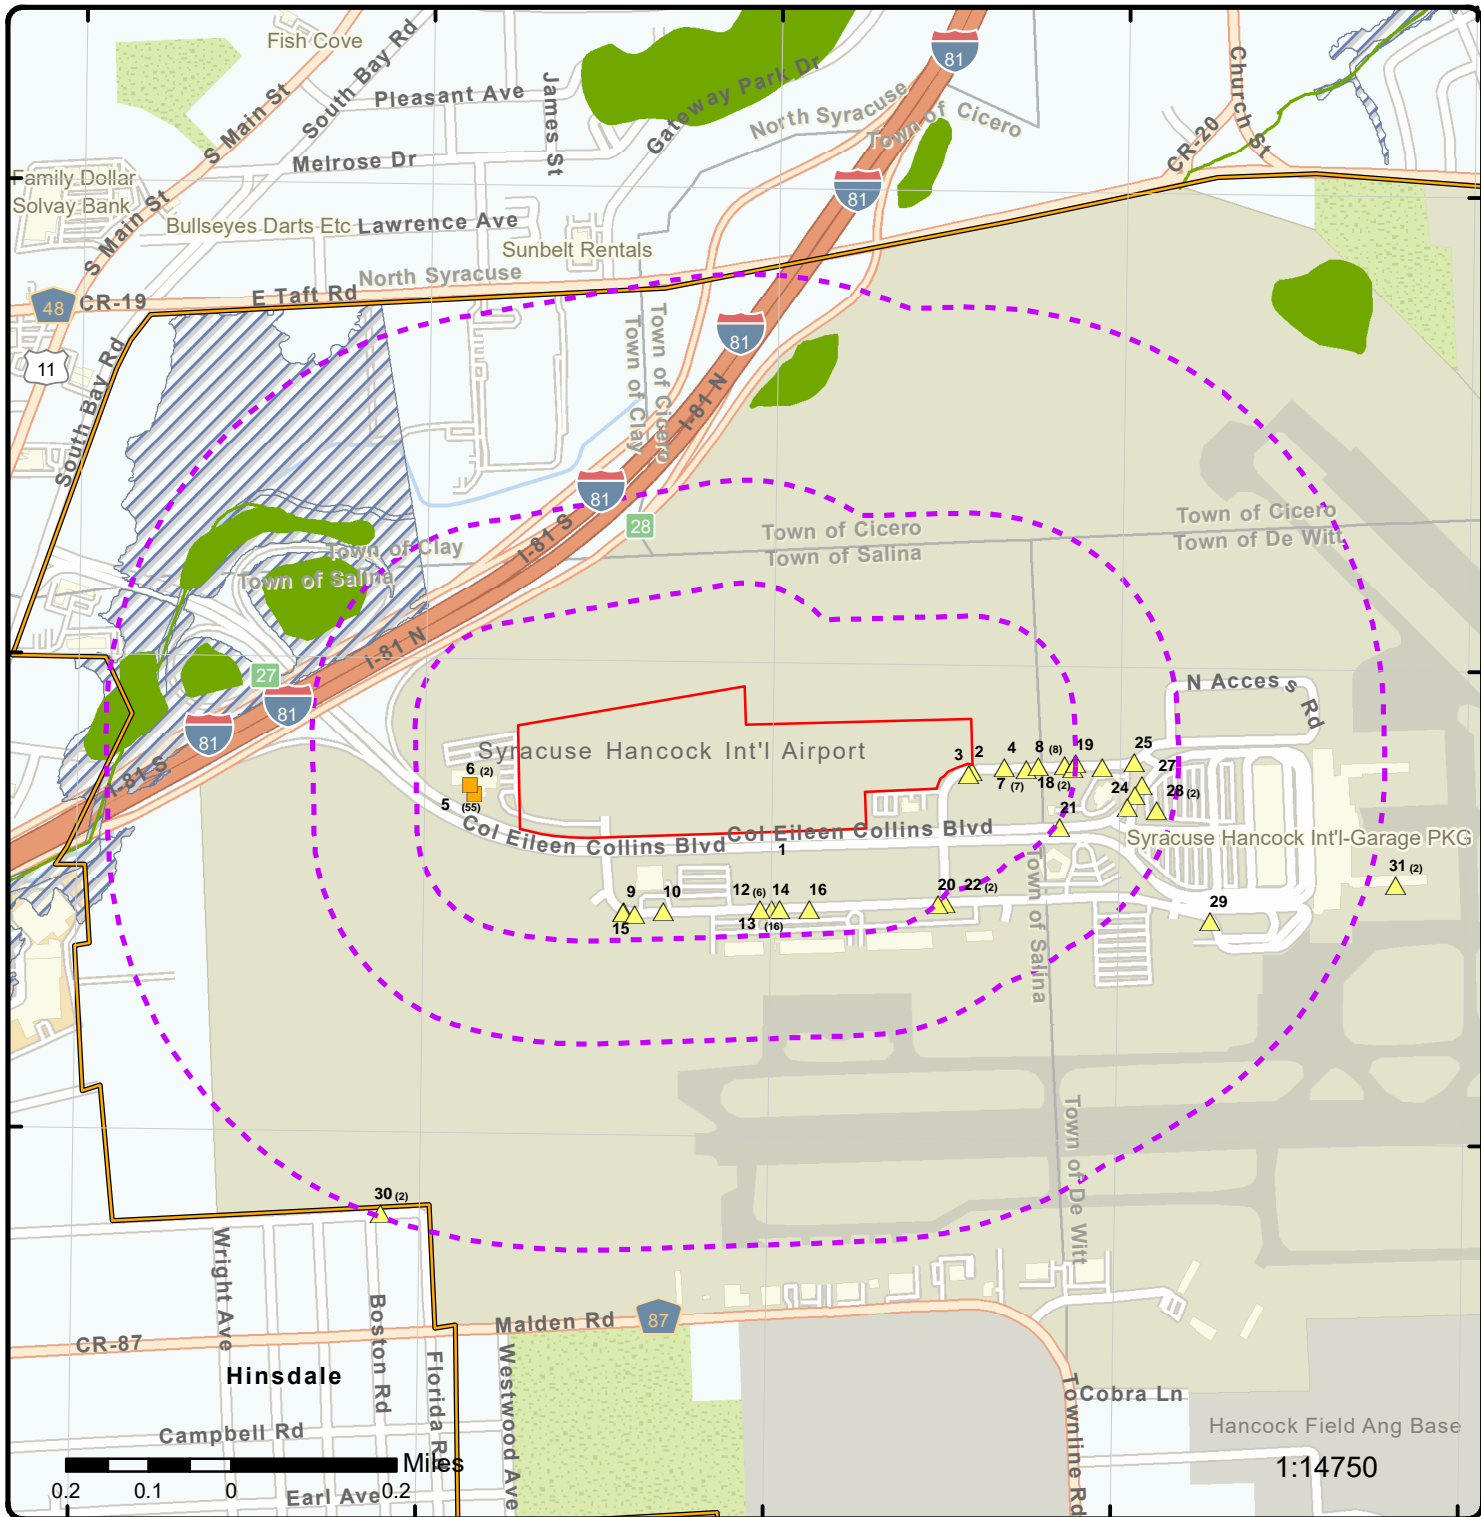 Fish Cove
South Bay Rd
81
Church St
Pleasant Ave
James St
Gateway Park Dr
North Syracuse
Town of Cicero
S Main St
CR-20
Melrose Dr
Family Dollar
Solvay Bank
81
S Main St
Bullseyes Darts Etc
Lawrence Ave
Sunbelt Rentals
North Syracuse
E Taft Rd
48
CR-19
81
Town of Cicero
Town of Clay
11
South Bay Rd
I-81 N
81
28
I-81 S
Town of Cicero
Town of Salina
Town of Cicero
Town of De Witt
Town of Clay
Town of Salina
I-81 N
27
81
81
I-81 S
N Access Rd
Syracuse Hancock Int'l Airport
3
2
4
8 (8)
19
25
6 (2)
7 (7)
18 (2)
24
27
28 (2)
5 (55)
21
Col Eileen Collins Blvd
Col Eileen Collins Blvd
1
Syracuse Hancock Int'l-Garage PKG
31 (2)
9
10
12 (6)
14
16
20
22 (2)
15
13 (16)
29
Town of Salina
Town of De Witt
30 (2)
Wright Ave
Boston Rd
Florida Rd
Westwood Ave
Malden Rd
87
CR-87
Hinsdale
Townline Rd
Cobra Ln
Campbell Rd
Hancock Field Ang Base
Miles
1:14750
0.2
0.1
0
0.2
Earl Ave